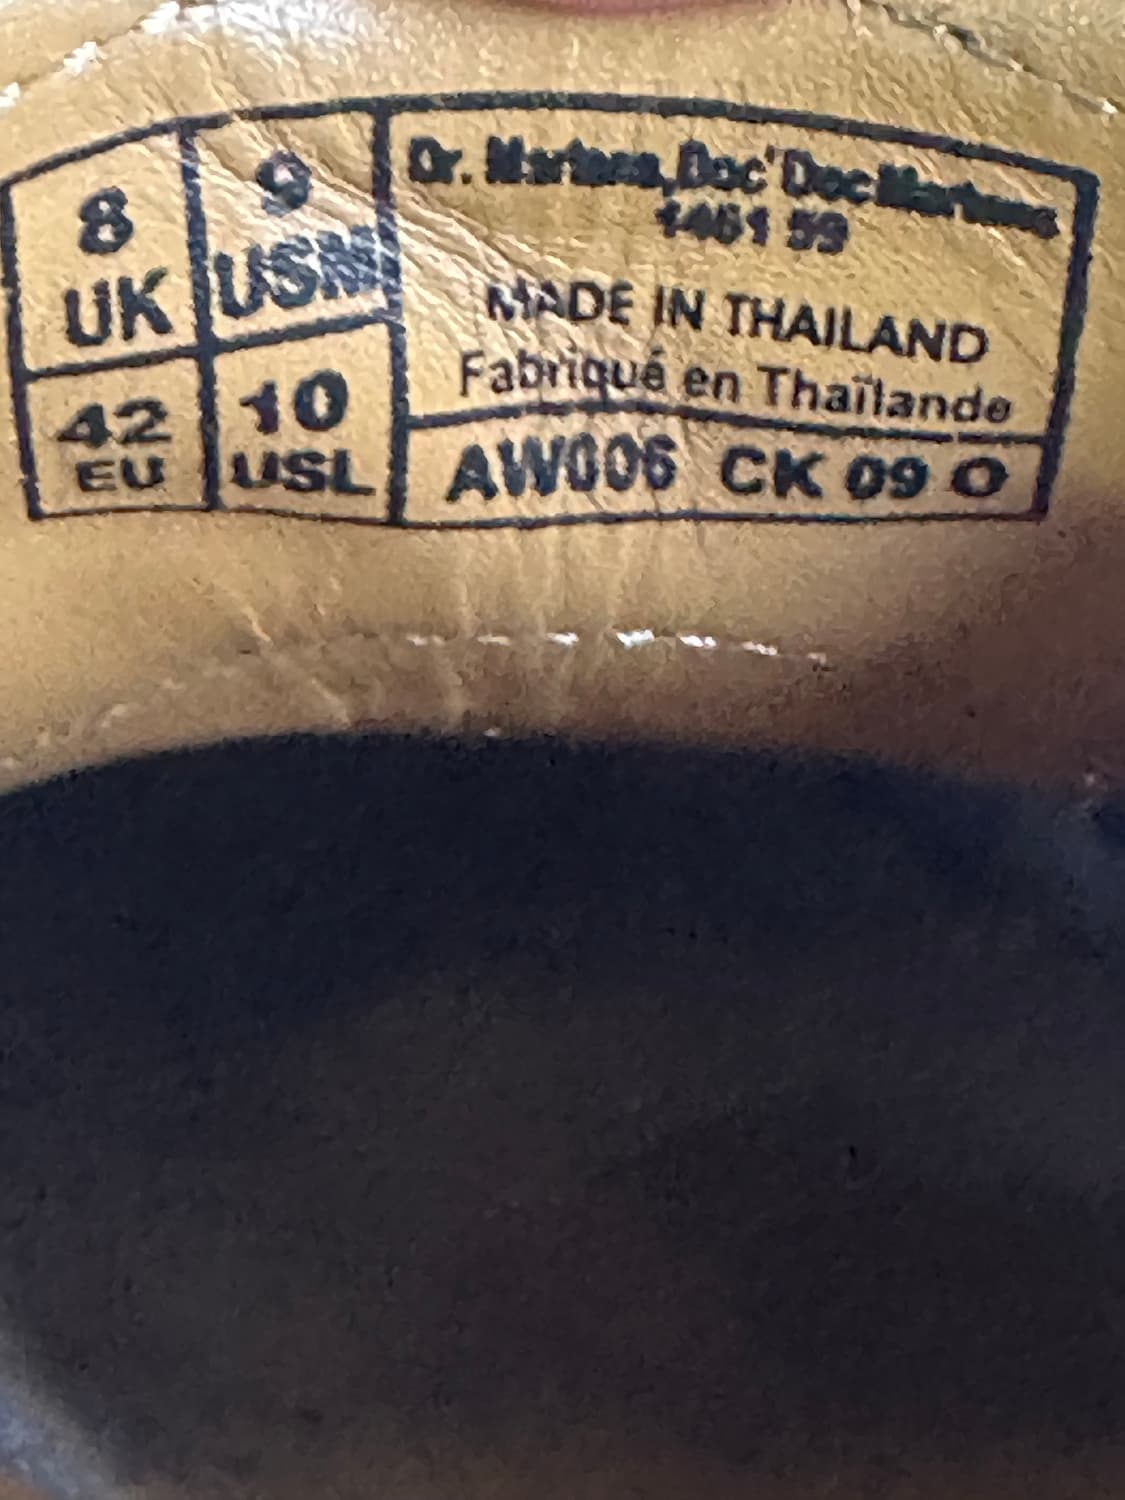 8
UK
9
USM
42
EU
10
USL
Dr. Martens, Doc' Doc Martens
1461 59
MADE IN THAILAND
Fabriqué en Thaïlande
AW006 CK 09 O